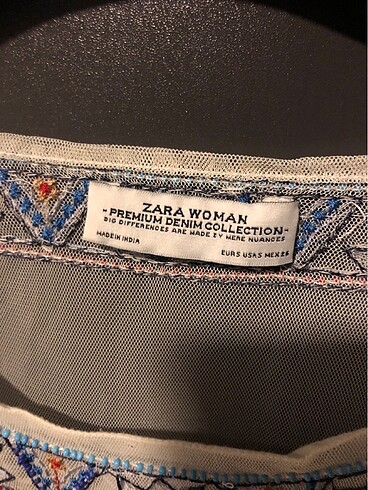 ZARA WOMAN
-PREMIUM DENIM COLLECTION-
BIG DIFFERENCES ARE MADE BY MERE NUANCES
MADE IN INDIA
EUR S USA S MEX 26